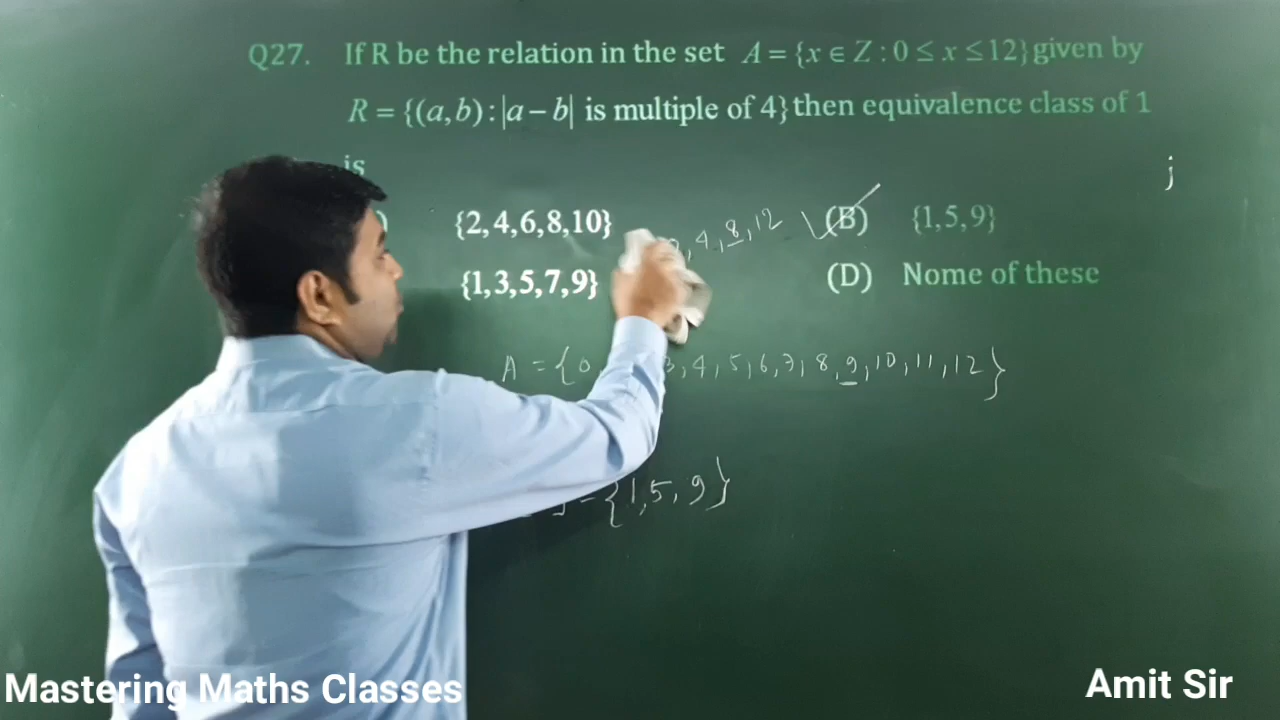 Q27. If R be the relation in the set A = {x ∈ Z : 0 ≤ x ≤ 12} given by
R = {(a, b) : |a − b| is multiple of 4} then equivalence class of 1
is
j
) {2, 4, 6, 8, 10}
, 4, 8, 12
(B) {1, 5, 9}
{1, 3, 5, 7, 9}
(D) Nome of these
A = {0 3, 4, 5, 6, 7, 8, 9, 10, 11, 12}
] = {1, 5, 9}
Mastering Maths Classes
Amit Sir